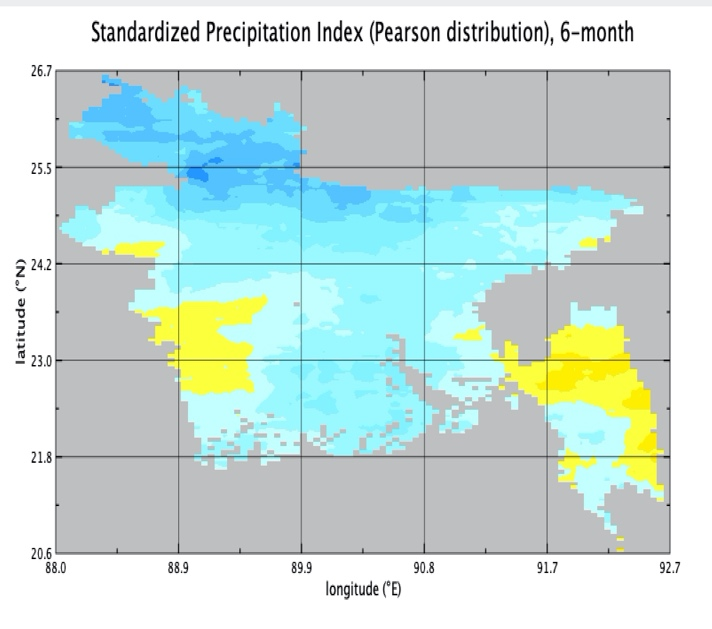 Standardized Precipitation Index (Pearson distribution), 6-month
26.7
25.5
24.2
23.0
21.8
20.6
latitude (°N)
88.0 88.9 89.9 90.8 91.7 92.7
longitude (°E)